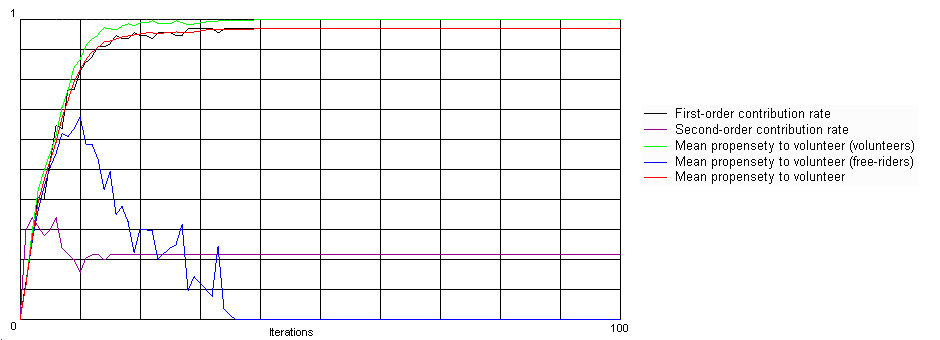 1
First-order contribution rate
Second-order contribution rate
Mean propensety to volunteer (volunteers)
Mean propensety to volunteer (free-riders)
Mean propensety to volunteer
0
Iterations
100